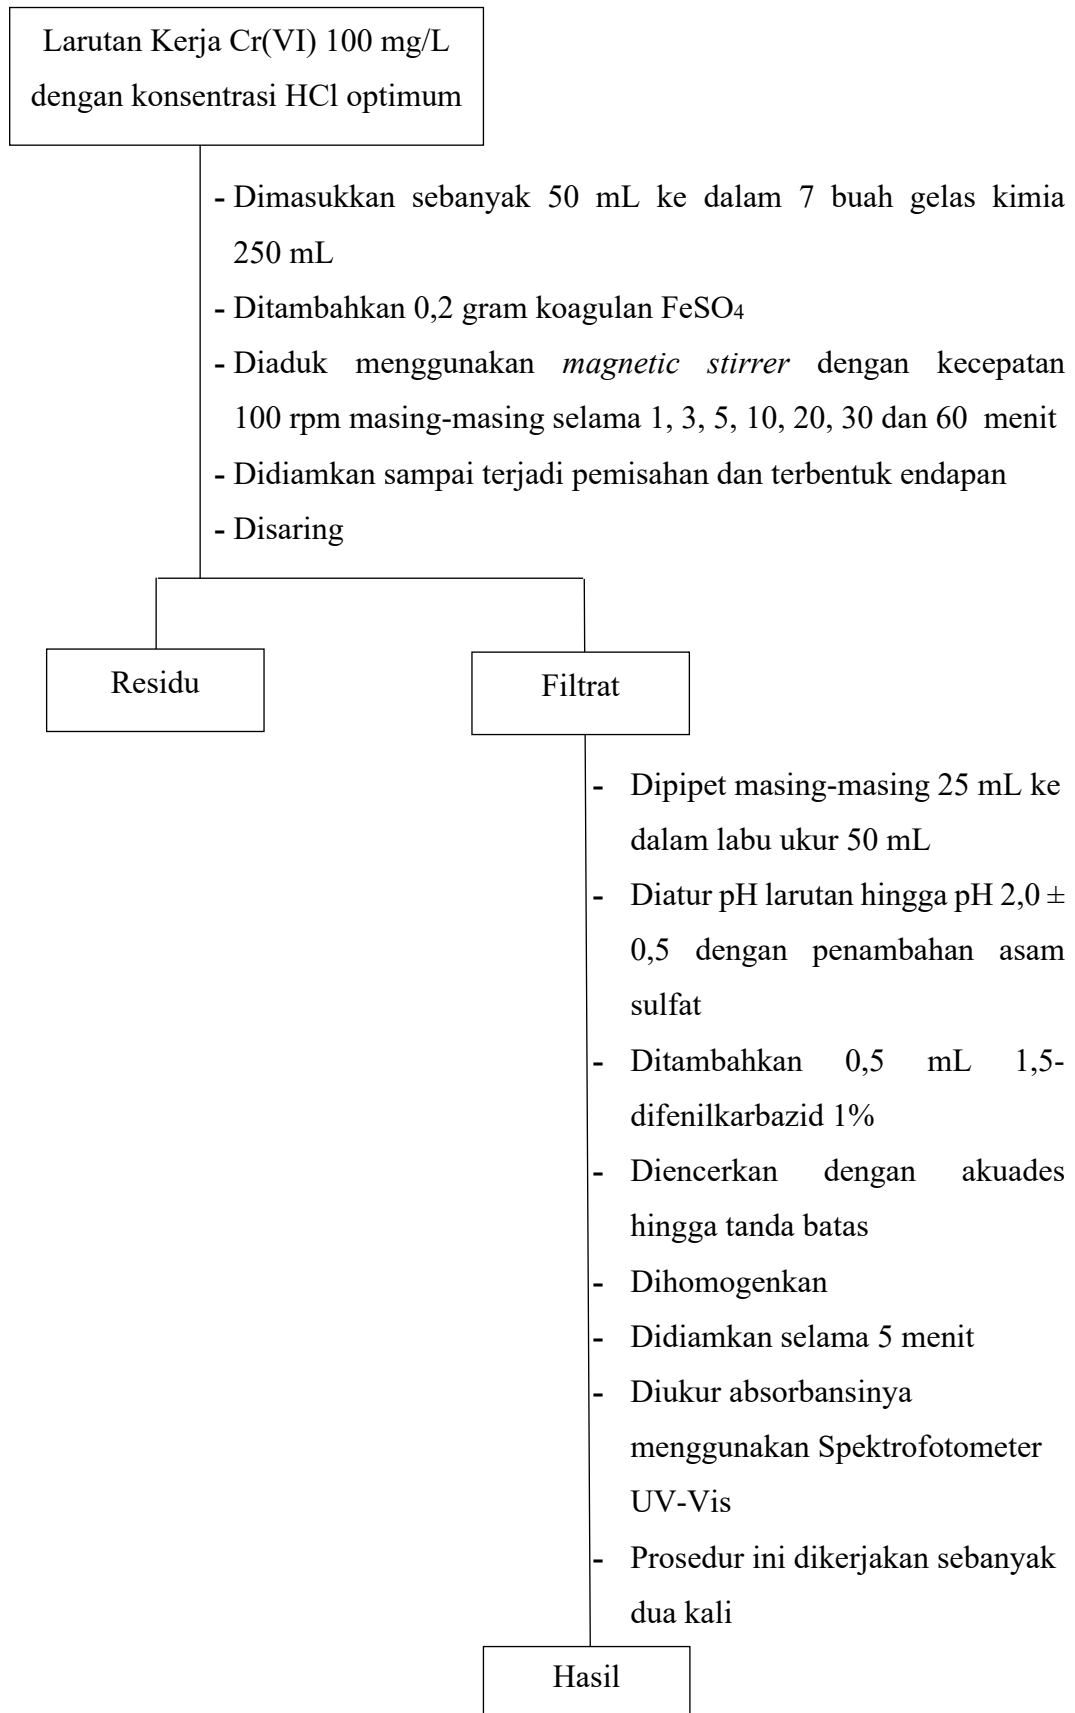 Larutan Kerja Cr(VI) 100 mg/L
dengan konsentrasi HCl optimum
- Dimasukkan sebanyak 50 mL ke dalam 7 buah gelas kimia
250 mL
- Ditambahkan 0,2 gram koagulan FeSO₄
- Diaduk menggunakan magnetic stirrer dengan kecepatan
100 rpm masing-masing selama 1, 3, 5, 10, 20, 30 dan 60 menit
- Didiamkan sampai terjadi pemisahan dan terbentuk endapan
- Disaring
Residu
Filtrat
- Dipipet masing-masing 25 mL ke
dalam labu ukur 50 mL
- Diatur pH larutan hingga pH 2,0 ±
0,5 dengan penambahan asam
sulfat
- Ditambahkan 0,5 mL 1,5-
difenilkarbazid 1%
- Diencerkan dengan akuades
hingga tanda batas
- Dihomogenkan
- Didiamkan selama 5 menit
- Diukur absorbansinya
menggunakan Spektrofotometer
UV-Vis
- Prosedur ini dikerjakan sebanyak
dua kali
Hasil